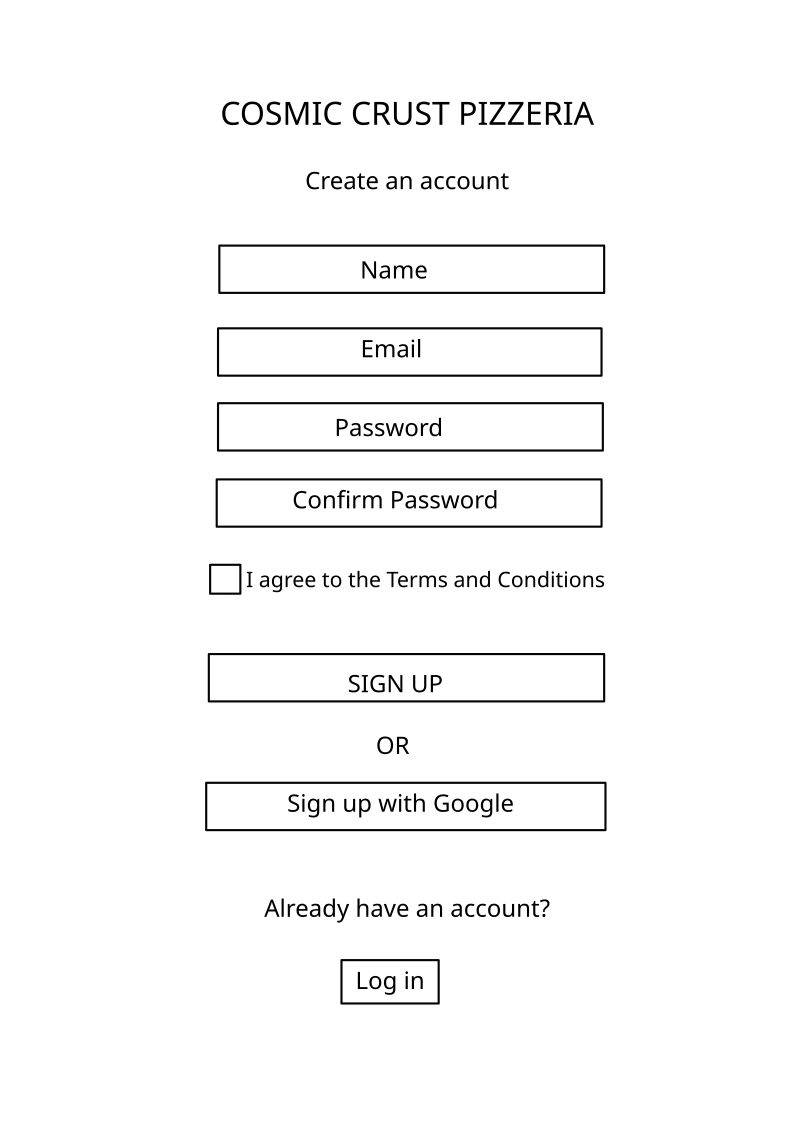 COSMIC CRUST PIZZERIA
Create an account
Name
Email
Password
Confirm Password
I agree to the Terms and Conditions
SIGN UP
OR
Sign up with Google
Already have an account?
Log in